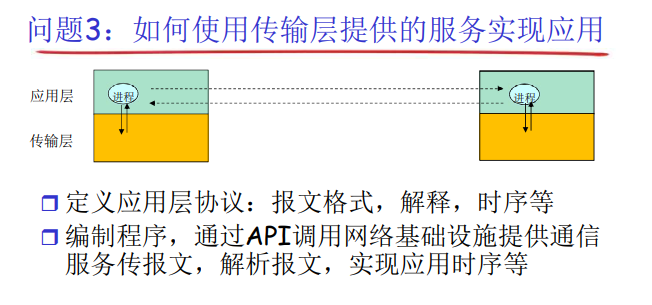 问题3：如何使用传输层提供的服务实现应用
应用层
进程
进程
传输层
定义应用层协议：报文格式，解释，时序等
编制程序，通过API调用网络基础设施提供通信
服务传报文，解析报文，实现应用时序等